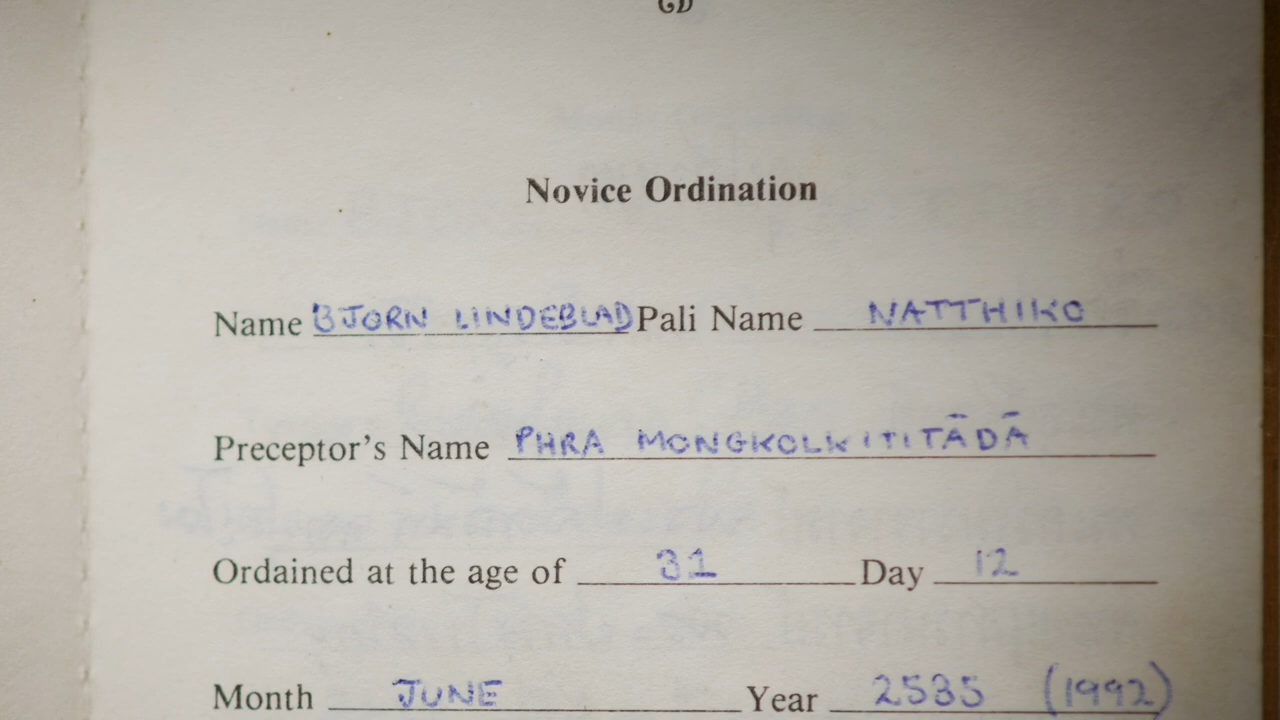 Novice Ordination
Name BJORN LINDEBLAD Pali Name NATTHIKO
Preceptor's Name PHRA MONGKOLKITITĀDĀ
Ordained at the age of 31 Day 12
Month JUNE Year 2535 (1992)